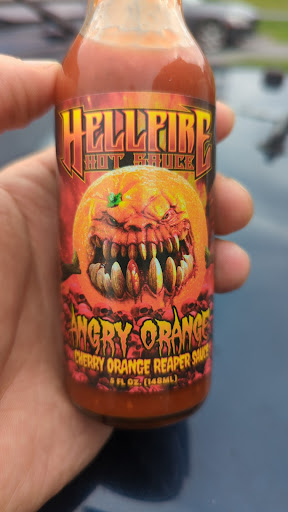 HELLFIRE
HOT SAUCE
ANGRY ORANGE
CHERRY ORANGE REAPER SAUCE
5 FL OZ. (148ML)